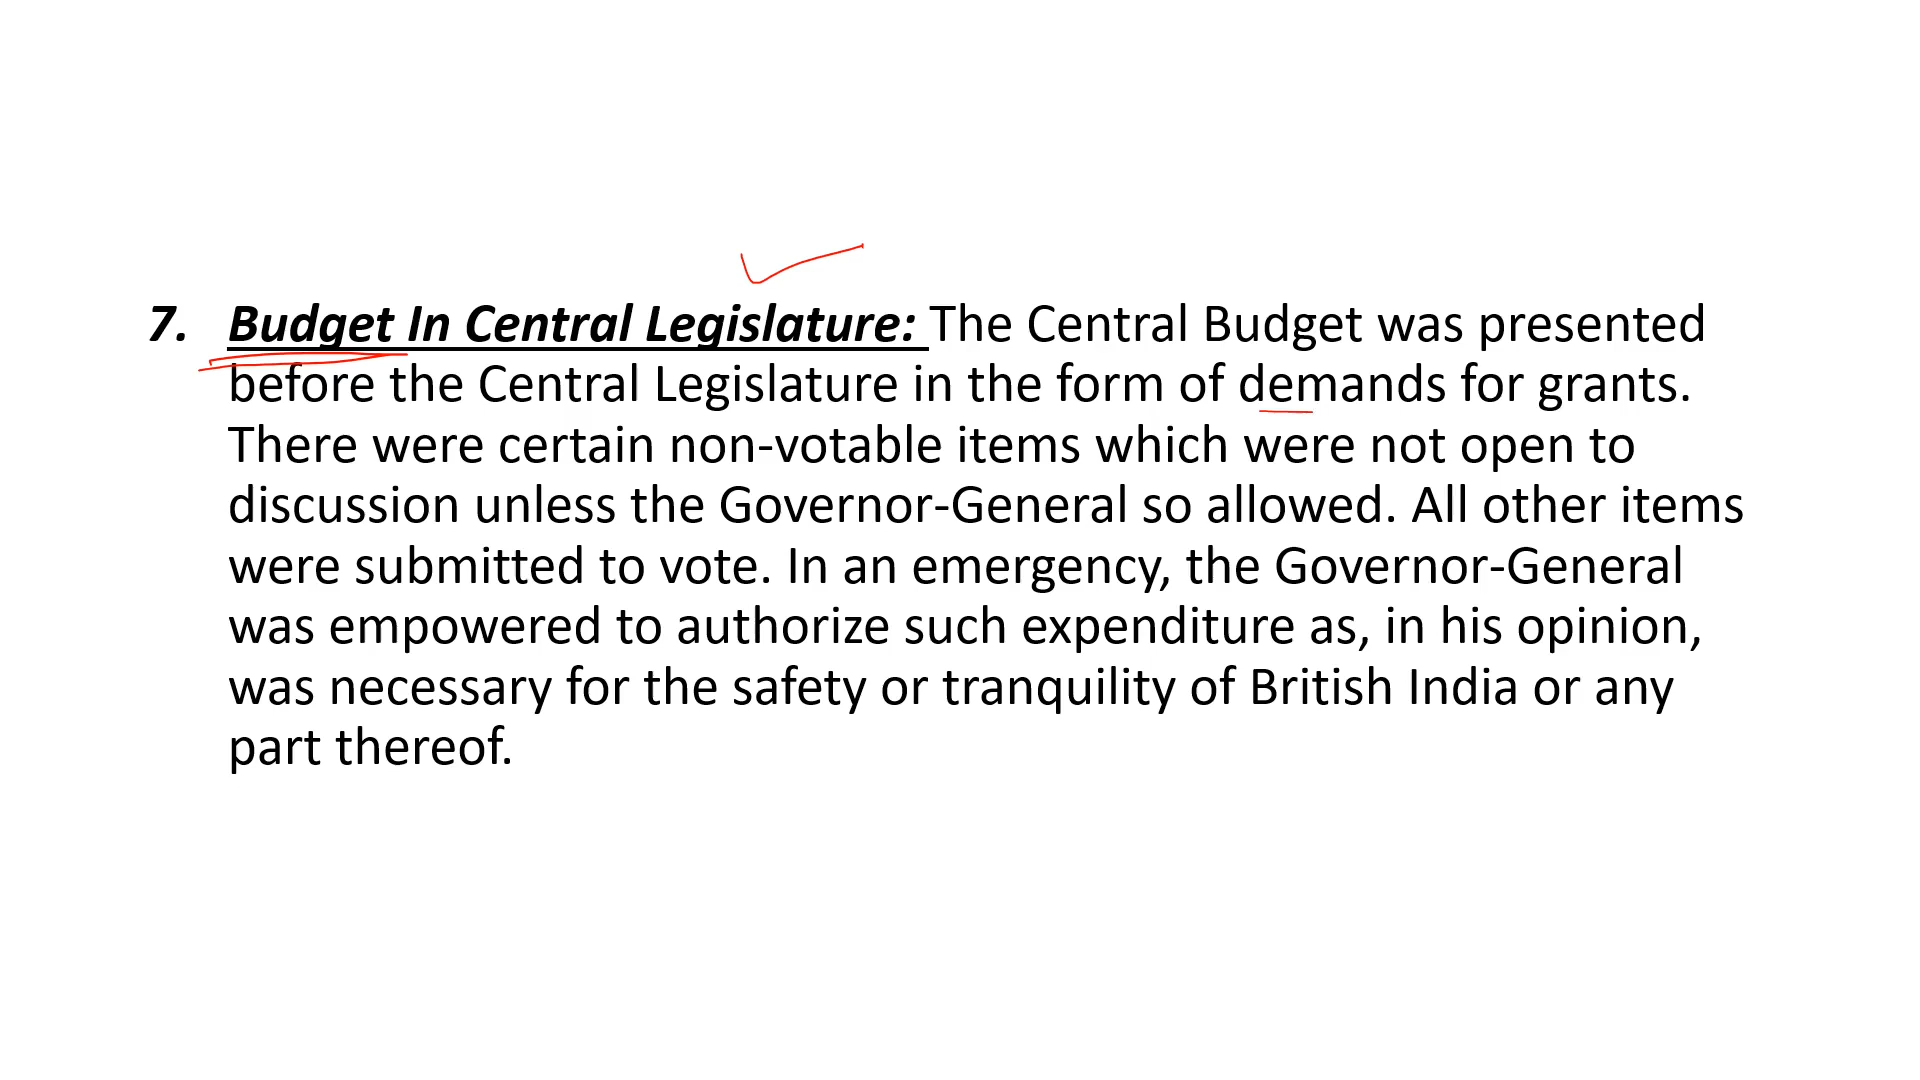 7. Budget In Central Legislature: The Central Budget was presented
before the Central Legislature in the form of demands for grants.
There were certain non-votable items which were not open to
discussion unless the Governor-General so allowed. All other items
were submitted to vote. In an emergency, the Governor-General
was empowered to authorize such expenditure as, in his opinion,
was necessary for the safety or tranquility of British India or any
part thereof.